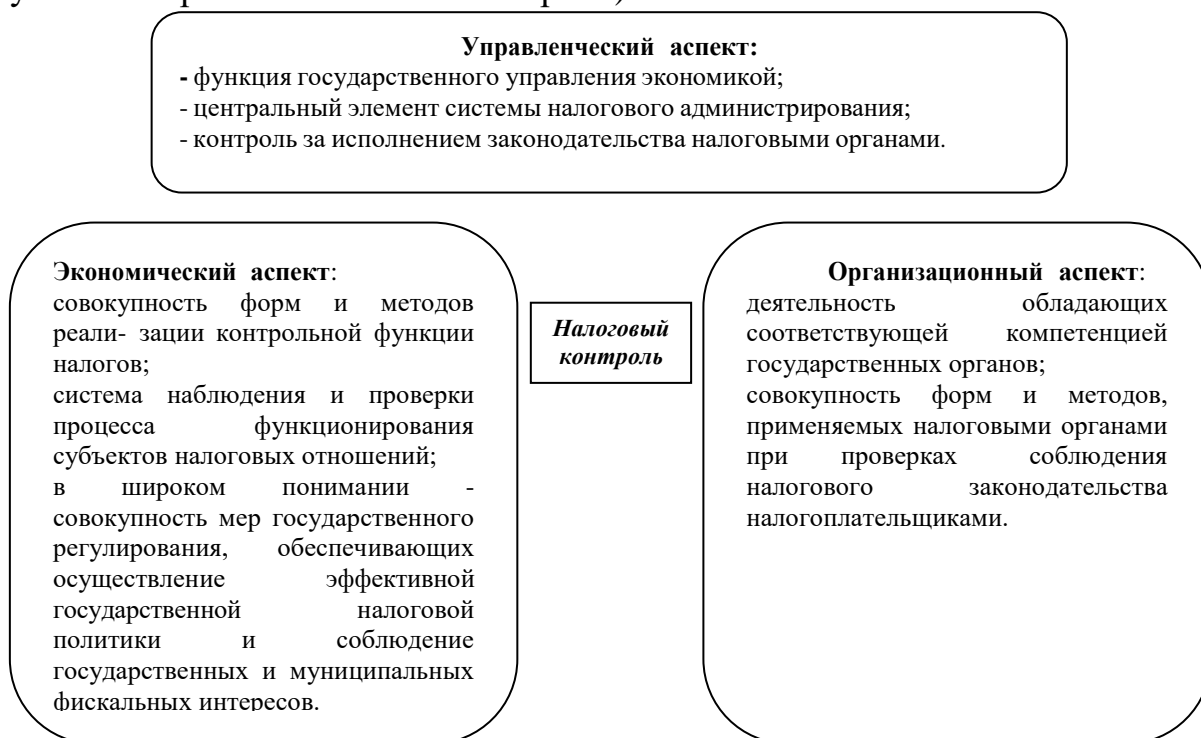 Управленческий аспект:
- функция государственного управления экономикой;
- центральный элемент системы налогового администрирования;
- контроль за исполнением законодательства налоговыми органами.
Экономический аспект:
совокупность форм и методов
реали- зации контрольной функции
налогов;
система наблюдения и проверки
процесса функционирования
субъектов налоговых отношений;
в широком понимании -
совокупность мер государственного
регулирования, обеспечивающих
осуществление эффективной
государственной налоговой
политики и соблюдение
государственных и муниципальных
фискальных интересов.
Налоговый
контроль
Организационный аспект:
деятельность обладающих
соответствующей компетенцией
государственных органов;
совокупность форм и методов,
применяемых налоговыми органами
при проверках соблюдения
налогового законодательства
налогоплательщиками.